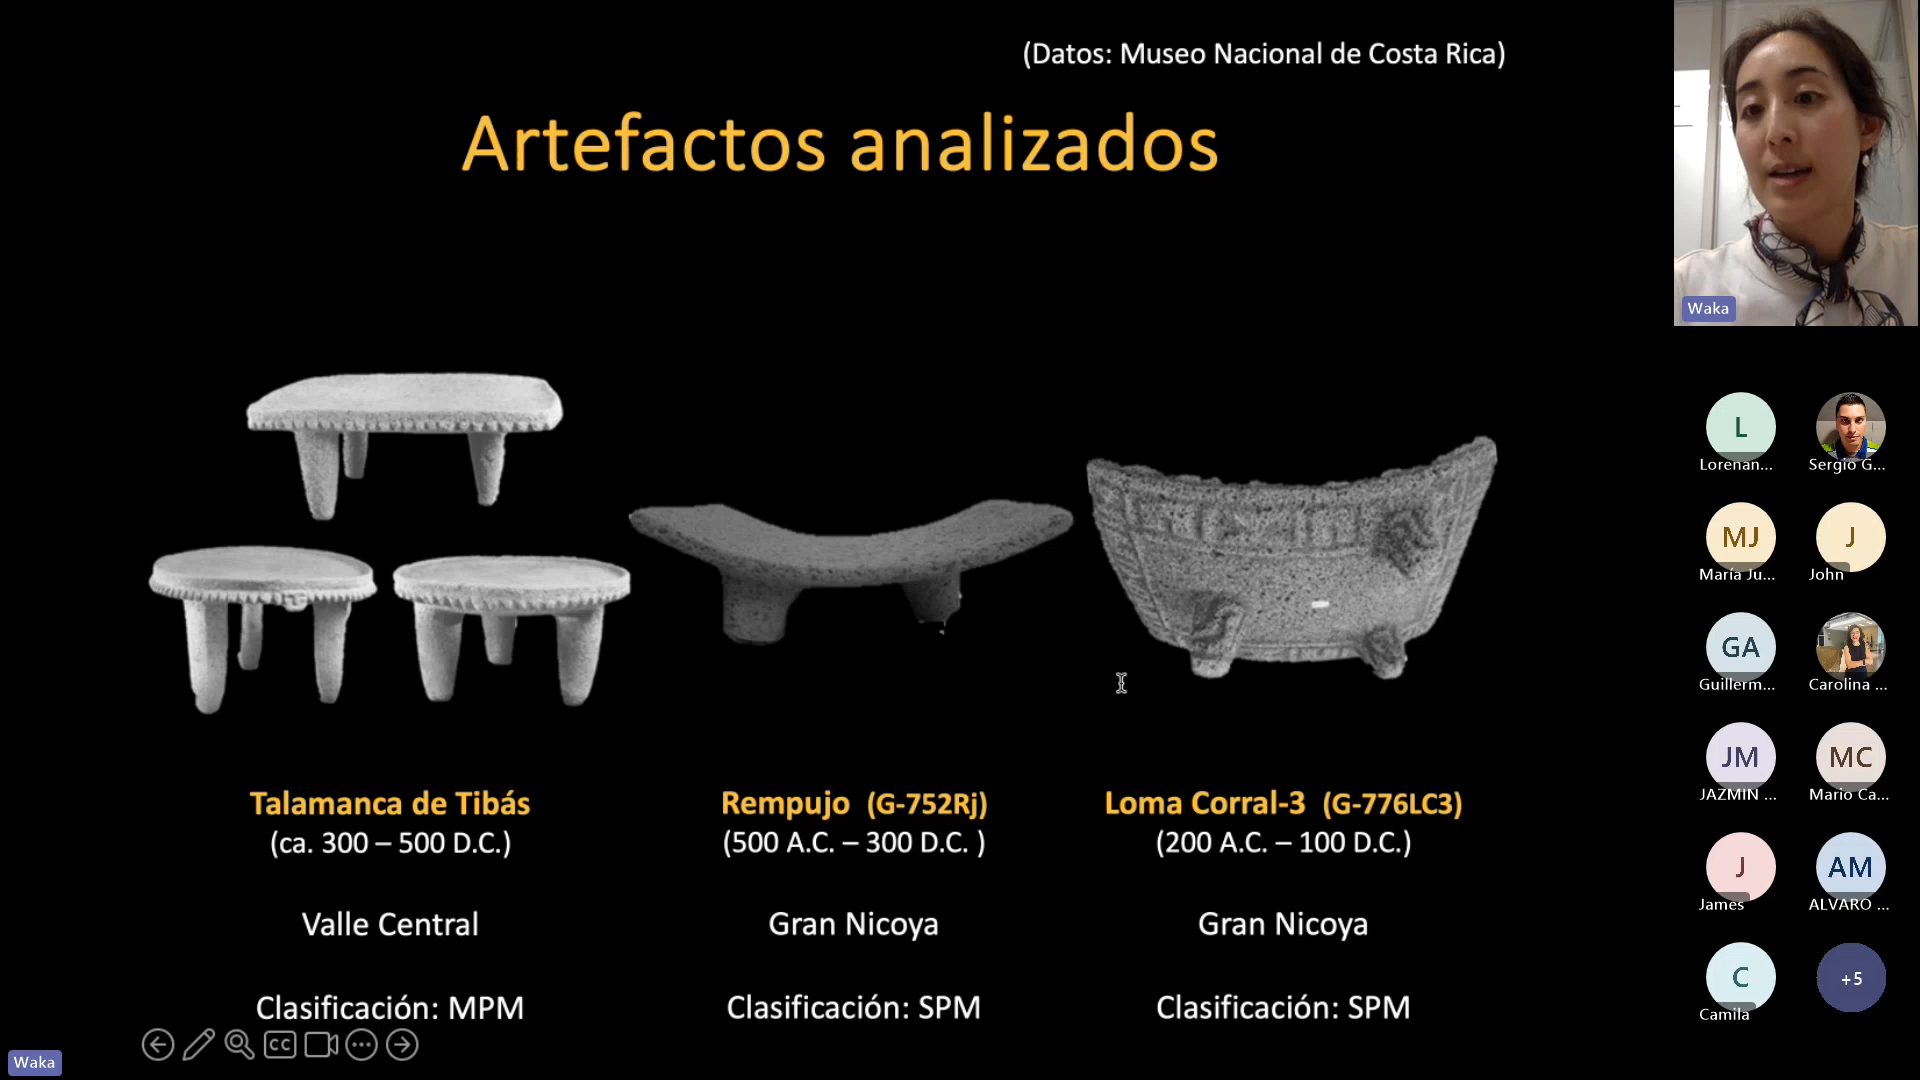 (Datos: Museo Nacional de Costa Rica)
Artefactos analizados
Talamanca de Tibás
(ca. 300 – 500 D.C.)
Valle Central
Clasificación: MPM
Rempujo (G-752Rj)
(500 A.C. – 300 D.C. )
Gran Nicoya
Clasificación: SPM
Loma Corral-3 (G-776LC3)
(200 A.C. – 100 D.C.)
Gran Nicoya
Clasificación: SPM
CC
Waka
Waka
L
Lorenan...
Sergio G...
MJ
María Ju...
J
John
GA
Guillerm...
Carolina ...
JM
JAZMIN ...
MC
Mario Ca...
J
James
AM
ALVARO ...
C
Camila
+5